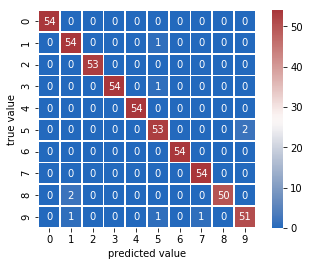 0 54 0 0 0 0 0 0 0 0 0
1 0 54 0 0 0 1 0 0 0 0
2 0 0 53 0 0 0 0 0 0 0
3 0 0 0 54 0 1 0 0 0 0
4 0 0 0 0 54 0 0 0 0 0
5 0 0 0 0 0 53 0 0 0 2
6 0 0 0 0 0 0 54 0 0 0
7 0 0 0 0 0 0 0 54 0 0
8 0 2 0 0 0 0 0 0 50 0
9 0 1 0 0 0 1 0 1 0 51
0 1 2 3 4 5 6 7 8 9
predicted value
true value
50
40
30
20
10
0